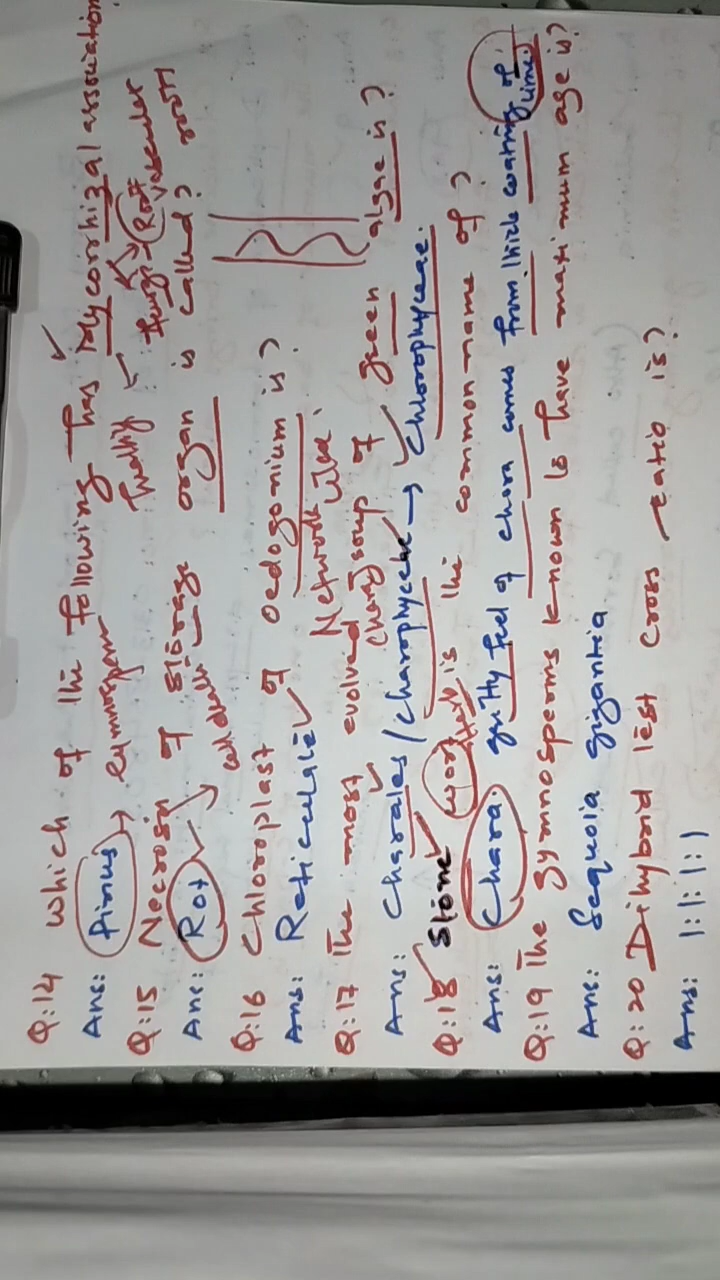 Q:14 Which of the following has Mycorrhizal association
Ans: Pinus → Gymnosperm
fungi - Root vascular
Q:15 Necrosis of storage organ is called?
Ans: Rot
Q:16 Chloroplast of oedogonium is?
Ans: Reticulate Network like.
Q:17 The most evolved group of green algae is?
Ans: Charales / charophyceae → Chlorophyceae.
Q:18 Stone wort is the common name of?
Ans: Chara. gritty feel of chara comes from thick coating of lime.
Q:19 The gymnosperms known to have maximum age is?
Ans: Sequoia gigantia
Q:20 Dihybrid test cross ratio is?
Ans: 1:1:1:1